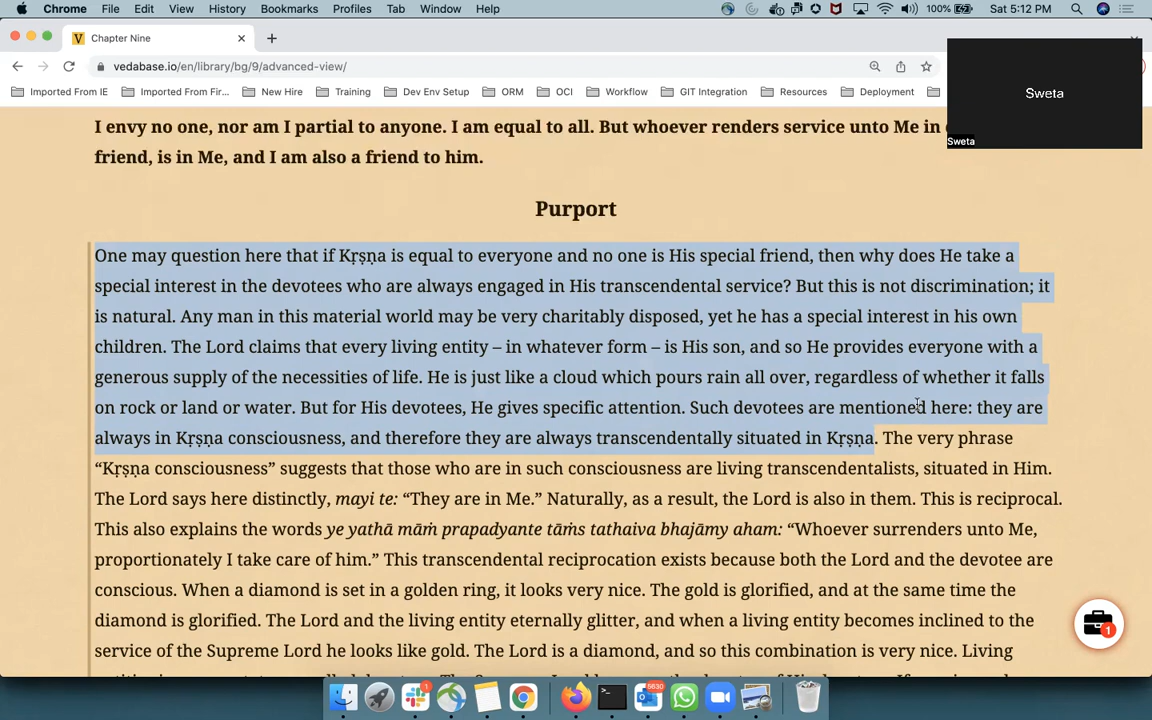 Chrome File Edit View History Bookmarks Profiles Tab Window Help 100% Sat 5:12 PM
V Chapter Nine
vedabase.io/en/library/bg/9/advanced-view/
Imported From IE Imported From Fir... New Hire Training Dev Env Setup ORM OCI Workflow GIT Integration Resources Deployment
Sweta
Sweta
I envy no one, nor am I partial to anyone. I am equal to all. But whoever renders service unto Me in
friend, is in Me, and I am also a friend to him.
Purport
One may question here that if Kṛṣṇa is equal to everyone and no one is His special friend, then why does He take a
special interest in the devotees who are always engaged in His transcendental service? But this is not discrimination; it
is natural. Any man in this material world may be very charitably disposed, yet he has a special interest in his own
children. The Lord claims that every living entity – in whatever form – is His son, and so He provides everyone with a
generous supply of the necessities of life. He is just like a cloud which pours rain all over, regardless of whether it falls
on rock or land or water. But for His devotees, He gives specific attention. Such devotees are mentioned here: they are
always in Kṛṣṇa consciousness, and therefore they are always transcendentally situated in Kṛṣṇa. The very phrase
“Kṛṣṇa consciousness” suggests that those who are in such consciousness are living transcendentalists, situated in Him.
The Lord says here distinctly, mayi te: “They are in Me.” Naturally, as a result, the Lord is also in them. This is reciprocal.
This also explains the words ye yathā māṁ prapadyante tāṁs tathaiva bhajāmy aham: “Whoever surrenders unto Me,
proportionately I take care of him.” This transcendental reciprocation exists because both the Lord and the devotee are
conscious. When a diamond is set in a golden ring, it looks very nice. The gold is glorified, and at the same time the
diamond is glorified. The Lord and the living entity eternally glitter, and when a living entity becomes inclined to the
service of the Supreme Lord he looks like gold. The Lord is a diamond, and so this combination is very nice. Living
1
1
5630